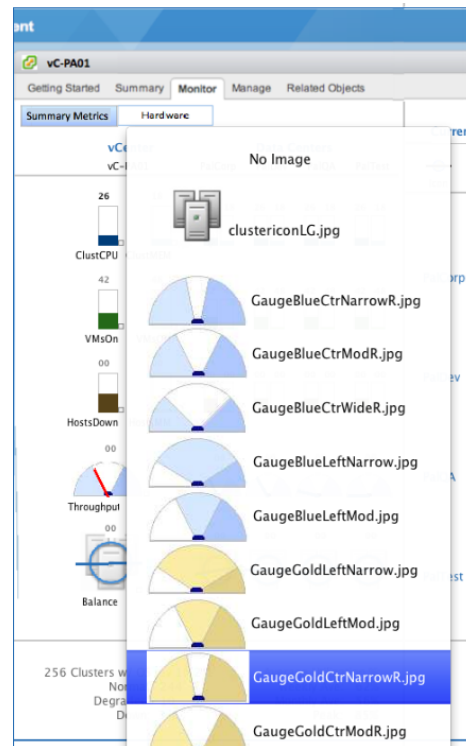 ent
vC-PA01
Getting Started Summary Monitor Manage Related Objects
Summary Metrics Hardware
No Image
26
clustericonLG.jpg
ClustCPU
42
GaugeBlueCtrNarrowR.jpg
VMsOn
GaugeBlueCtrModR.jpg
00
GaugeBlueCtrWideR.jpg
HostsDown
00
GaugeBlueLeftNarrow.jpg
Throughput
GaugeBlueLeftMod.jpg
00
GaugeGoldLeftNarrow.jpg
Balance
GaugeGoldLeftMod.jpg
256 Clusters
GaugeGoldCtrNarrowR.jpg
GaugeGoldCtrModR.jpg